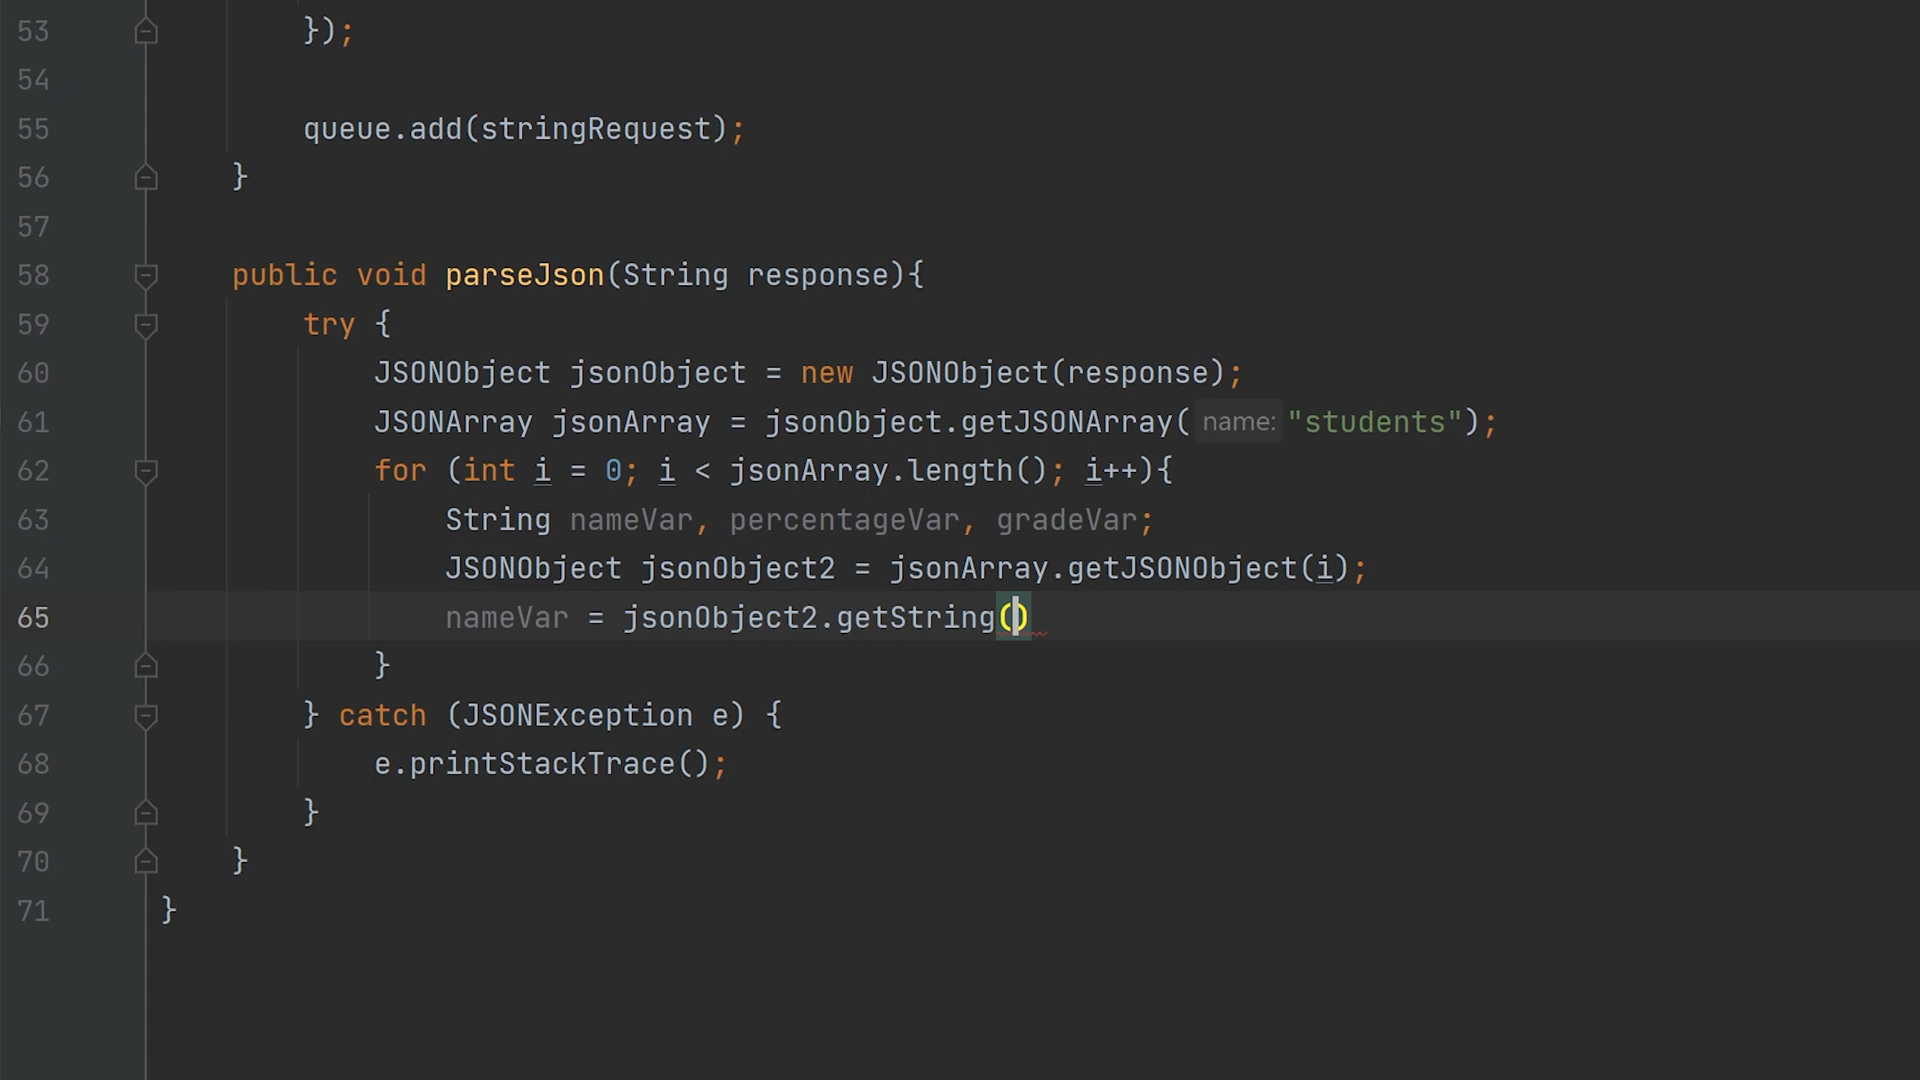 53 });
54
55 queue.add(stringRequest);
56 }
57
58 public void parseJson(String response){
59 try {
60 JSONObject jsonObject = new JSONObject(response);
61 JSONArray jsonArray = jsonObject.getJSONArray( name: "students");
62 for (int i = 0; i < jsonArray.length(); i++){
63 String nameVar, percentageVar, gradeVar;
64 JSONObject jsonObject2 = jsonArray.getJSONObject(i);
65 nameVar = jsonObject2.getString()
66 }
67 } catch (JSONException e) {
68 e.printStackTrace();
69 }
70 }
71 }